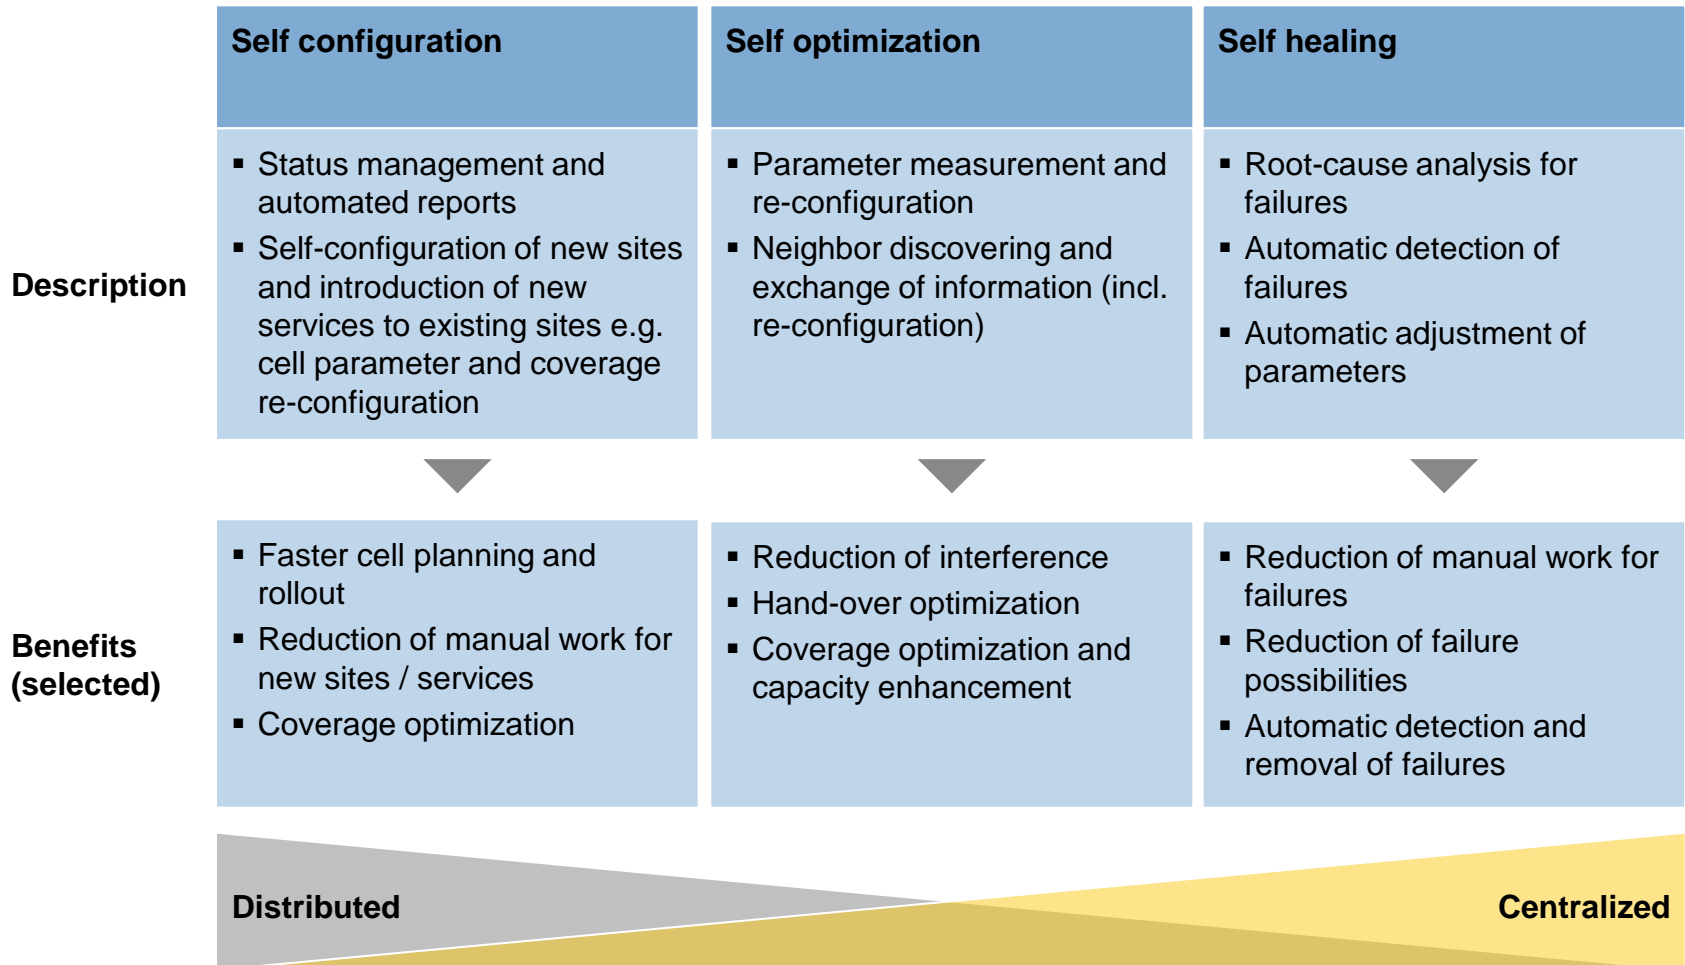 Self configuration
Self optimization
Self healing
Description
▪ Status management and
automated reports
▪ Self-configuration of new sites
and introduction of new
services to existing sites e.g.
cell parameter and coverage
re-configuration
▪ Parameter measurement and
re-configuration
▪ Neighbor discovering and
exchange of information (incl.
re-configuration)
▪ Root-cause analysis for
failures
▪ Automatic detection of
failures
▪ Automatic adjustment of
parameters
Benefits
(selected)
▪ Faster cell planning and
rollout
▪ Reduction of manual work for
new sites / services
▪ Coverage optimization
▪ Reduction of interference
▪ Hand-over optimization
▪ Coverage optimization and
capacity enhancement
▪ Reduction of manual work for
failures
▪ Reduction of failure
possibilities
▪ Automatic detection and
removal of failures
Distributed
Centralized